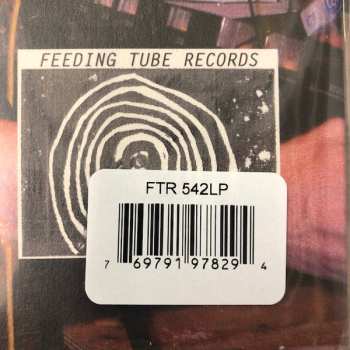 FEEDING TUBE RECORDS
FTR 542LP
7 69791 97829 4